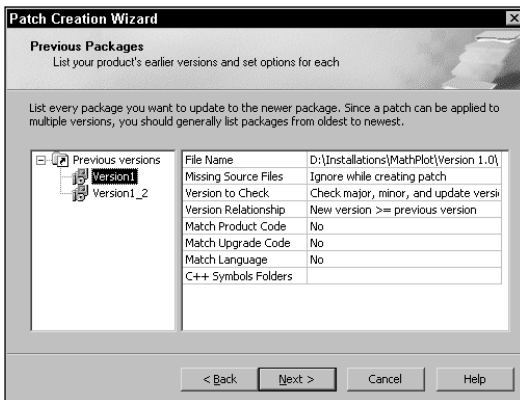 Patch Creation Wizard
Previous Packages
List your product's earlier versions and set options for each
List every package you want to update to the newer package. Since a patch can be applied to
multiple versions, you should generally list packages from oldest to newest.
Previous versions
Version1
Version1_2
File Name D:\Installations\MathPlot\Version 1.0\
Missing Source Files Ignore while creating patch
Version to Check Check major, minor, and update versi
Version Relationship New version >= previous version
Match Product Code No
Match Upgrade Code No
Match Language No
C++ Symbols Folders
< Back Next > Cancel Help